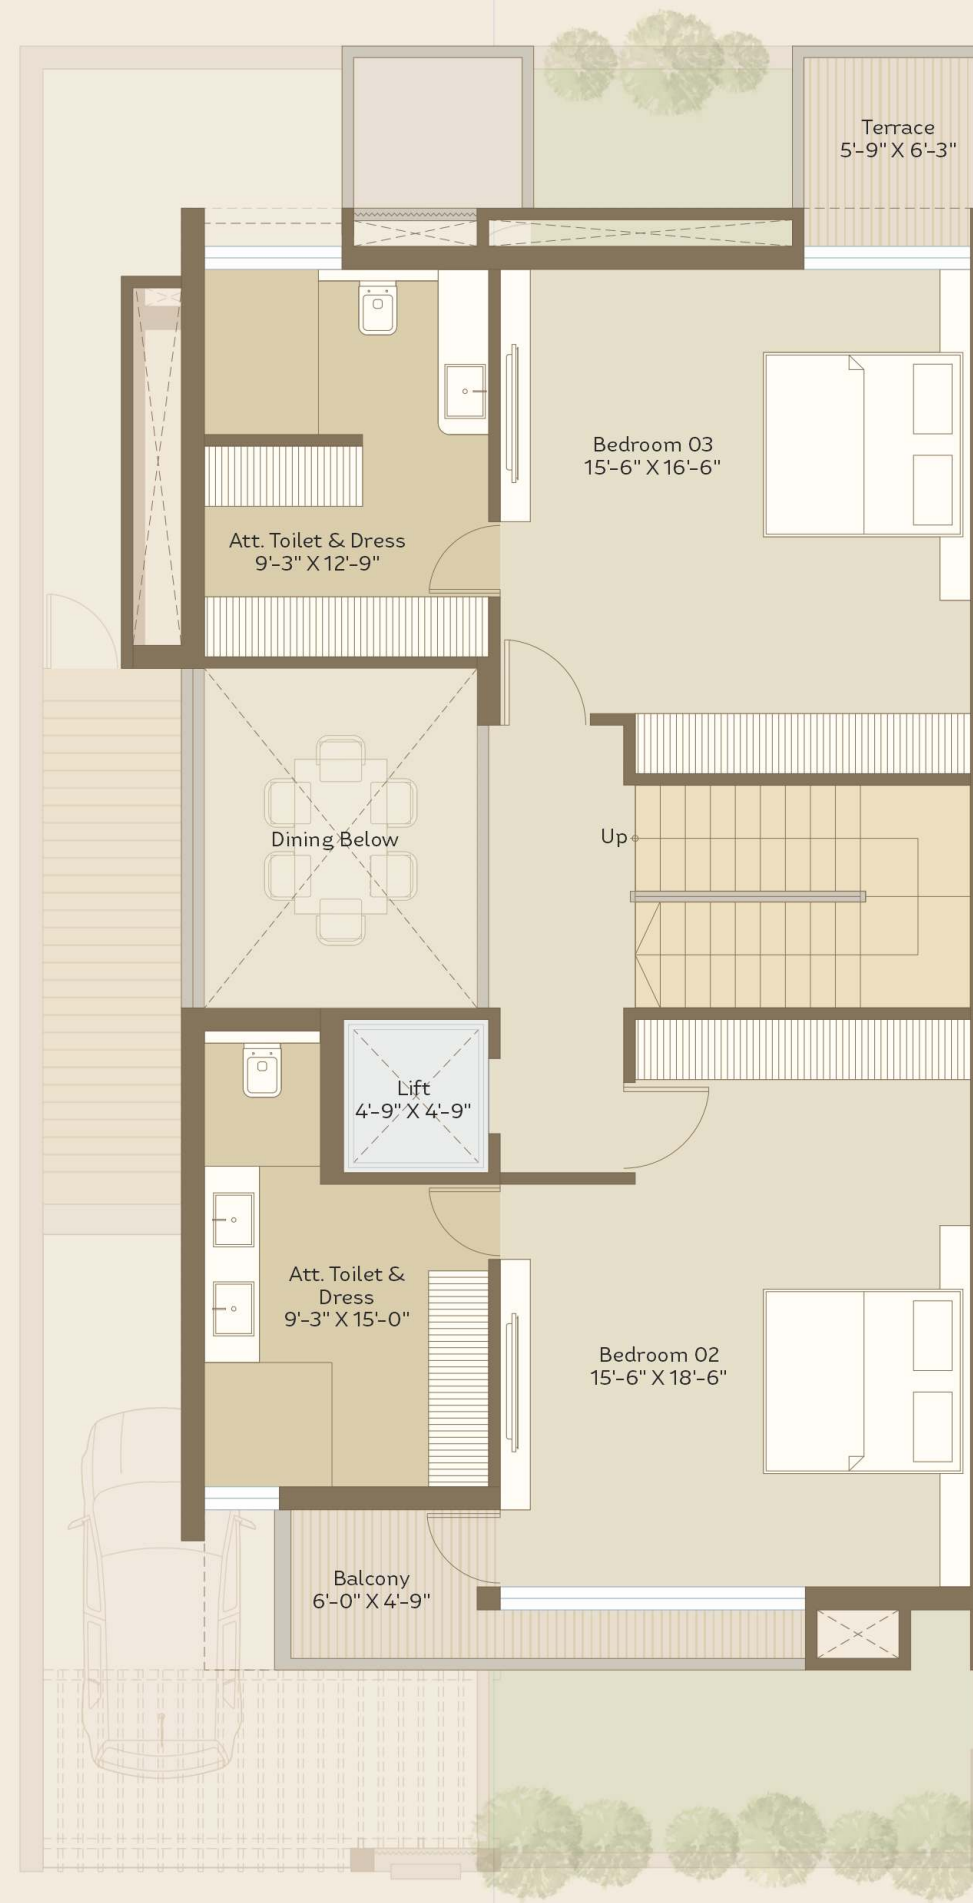 Terrace
5'-9" X 6'-3"
Bedroom 03
15'-6" X 16'-6"
Att. Toilet & Dress
9'-3" X 12'-9"
Dining Below
Up
Lift
4'-9" X 4'-9"
Att. Toilet &
Dress
9'-3" X 15'-0"
Bedroom 02
15'-6" X 18'-6"
Balcony
6'-0" X 4'-9"